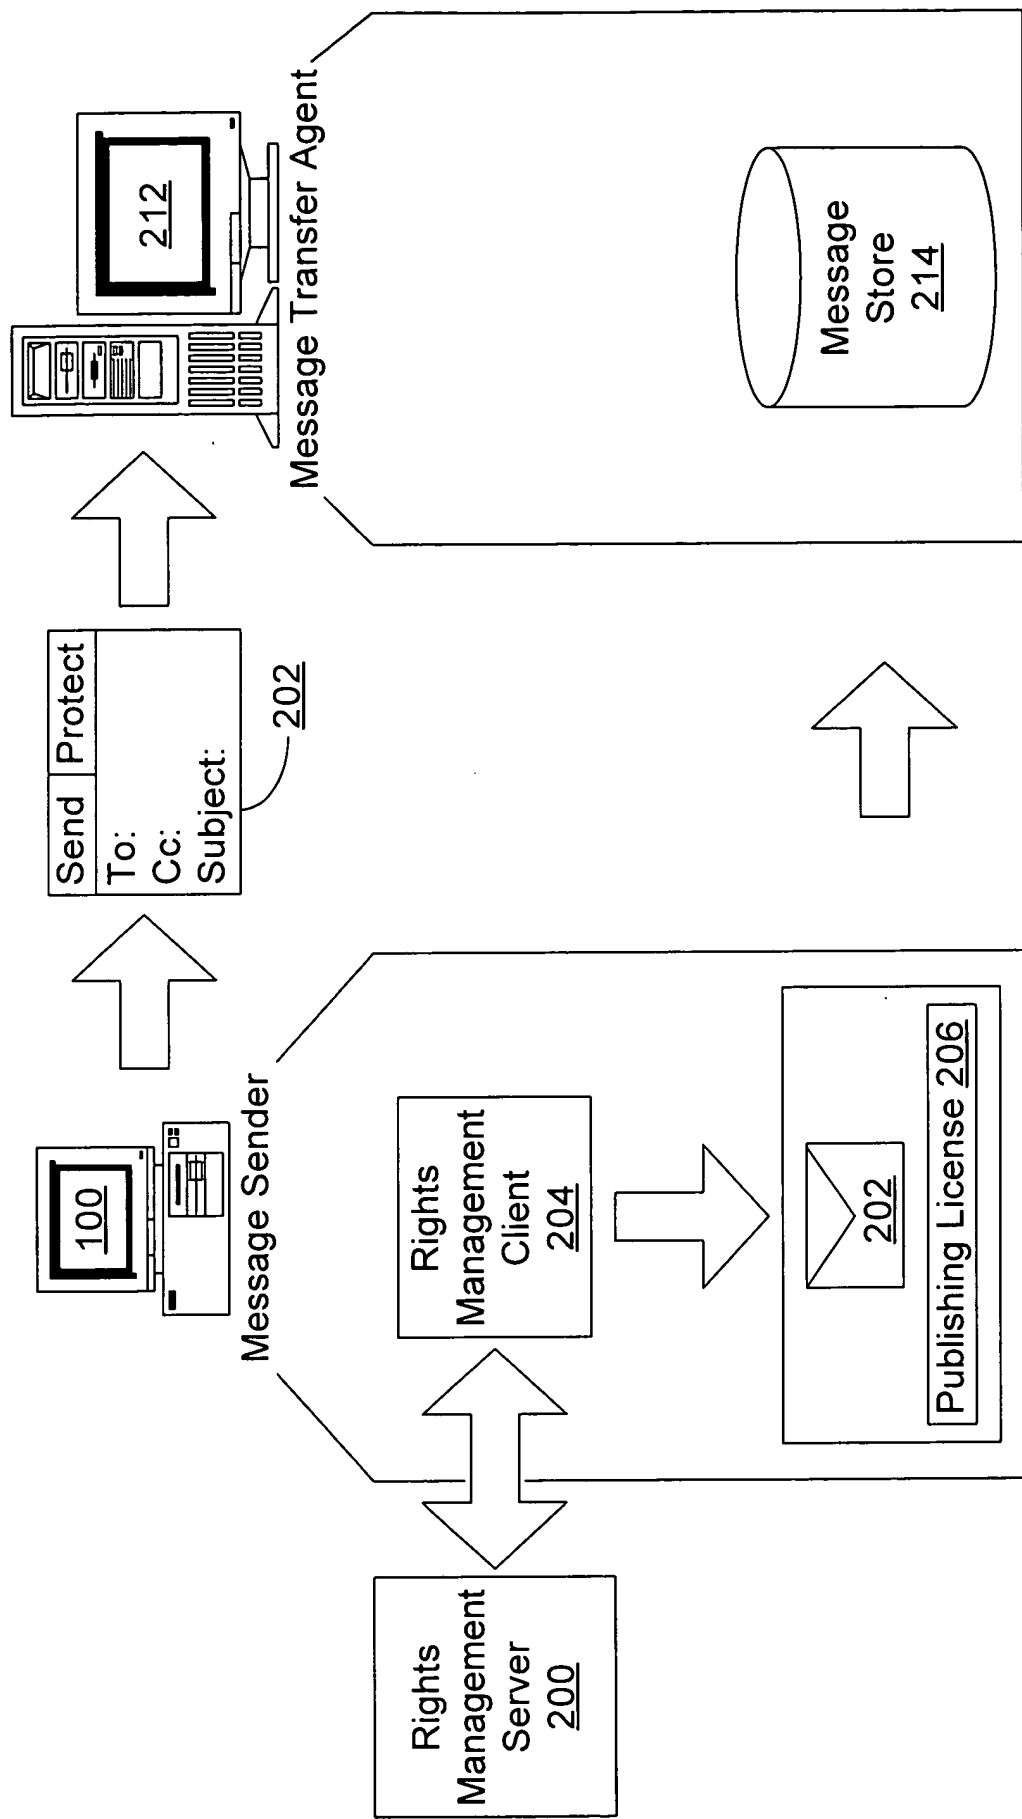 100
Message Sender
Send
Protect
To:
Cc:
Subject:
202
212
Message Transfer Agent
Rights
Management
Server
200
Rights
Management
Client
204
202
Publishing License 206
Message
Store
214